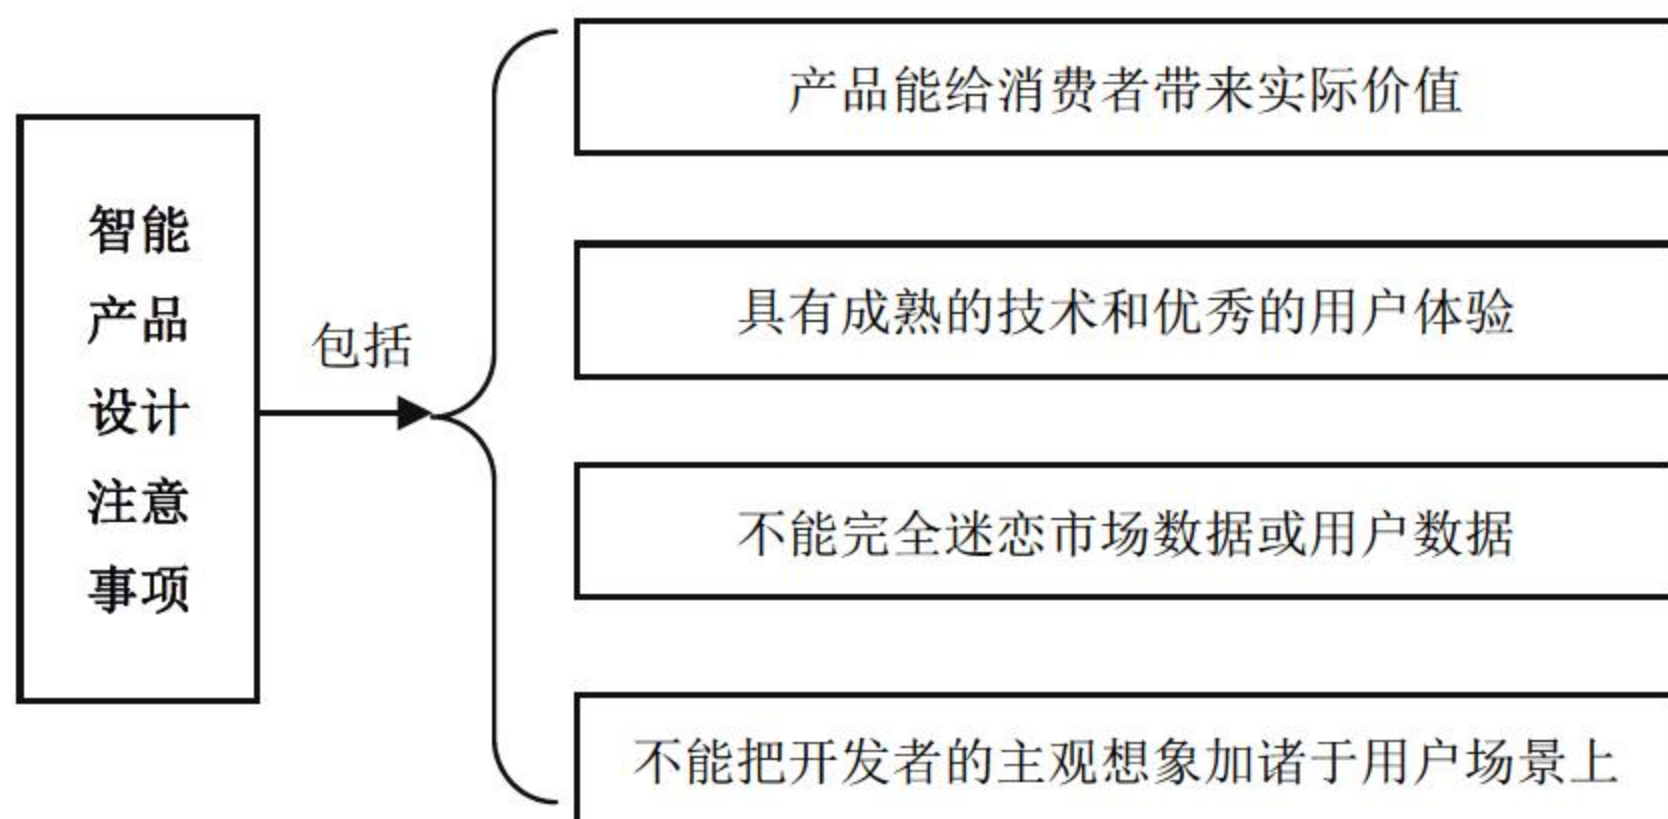 智能
产品
设计
注意
事项
包括
产品能给消费者带来实际价值
具有成熟的技术和优秀的用户体验
不能完全迷恋市场数据或用户数据
不能把开发者的主观想象加诸于用户场景上